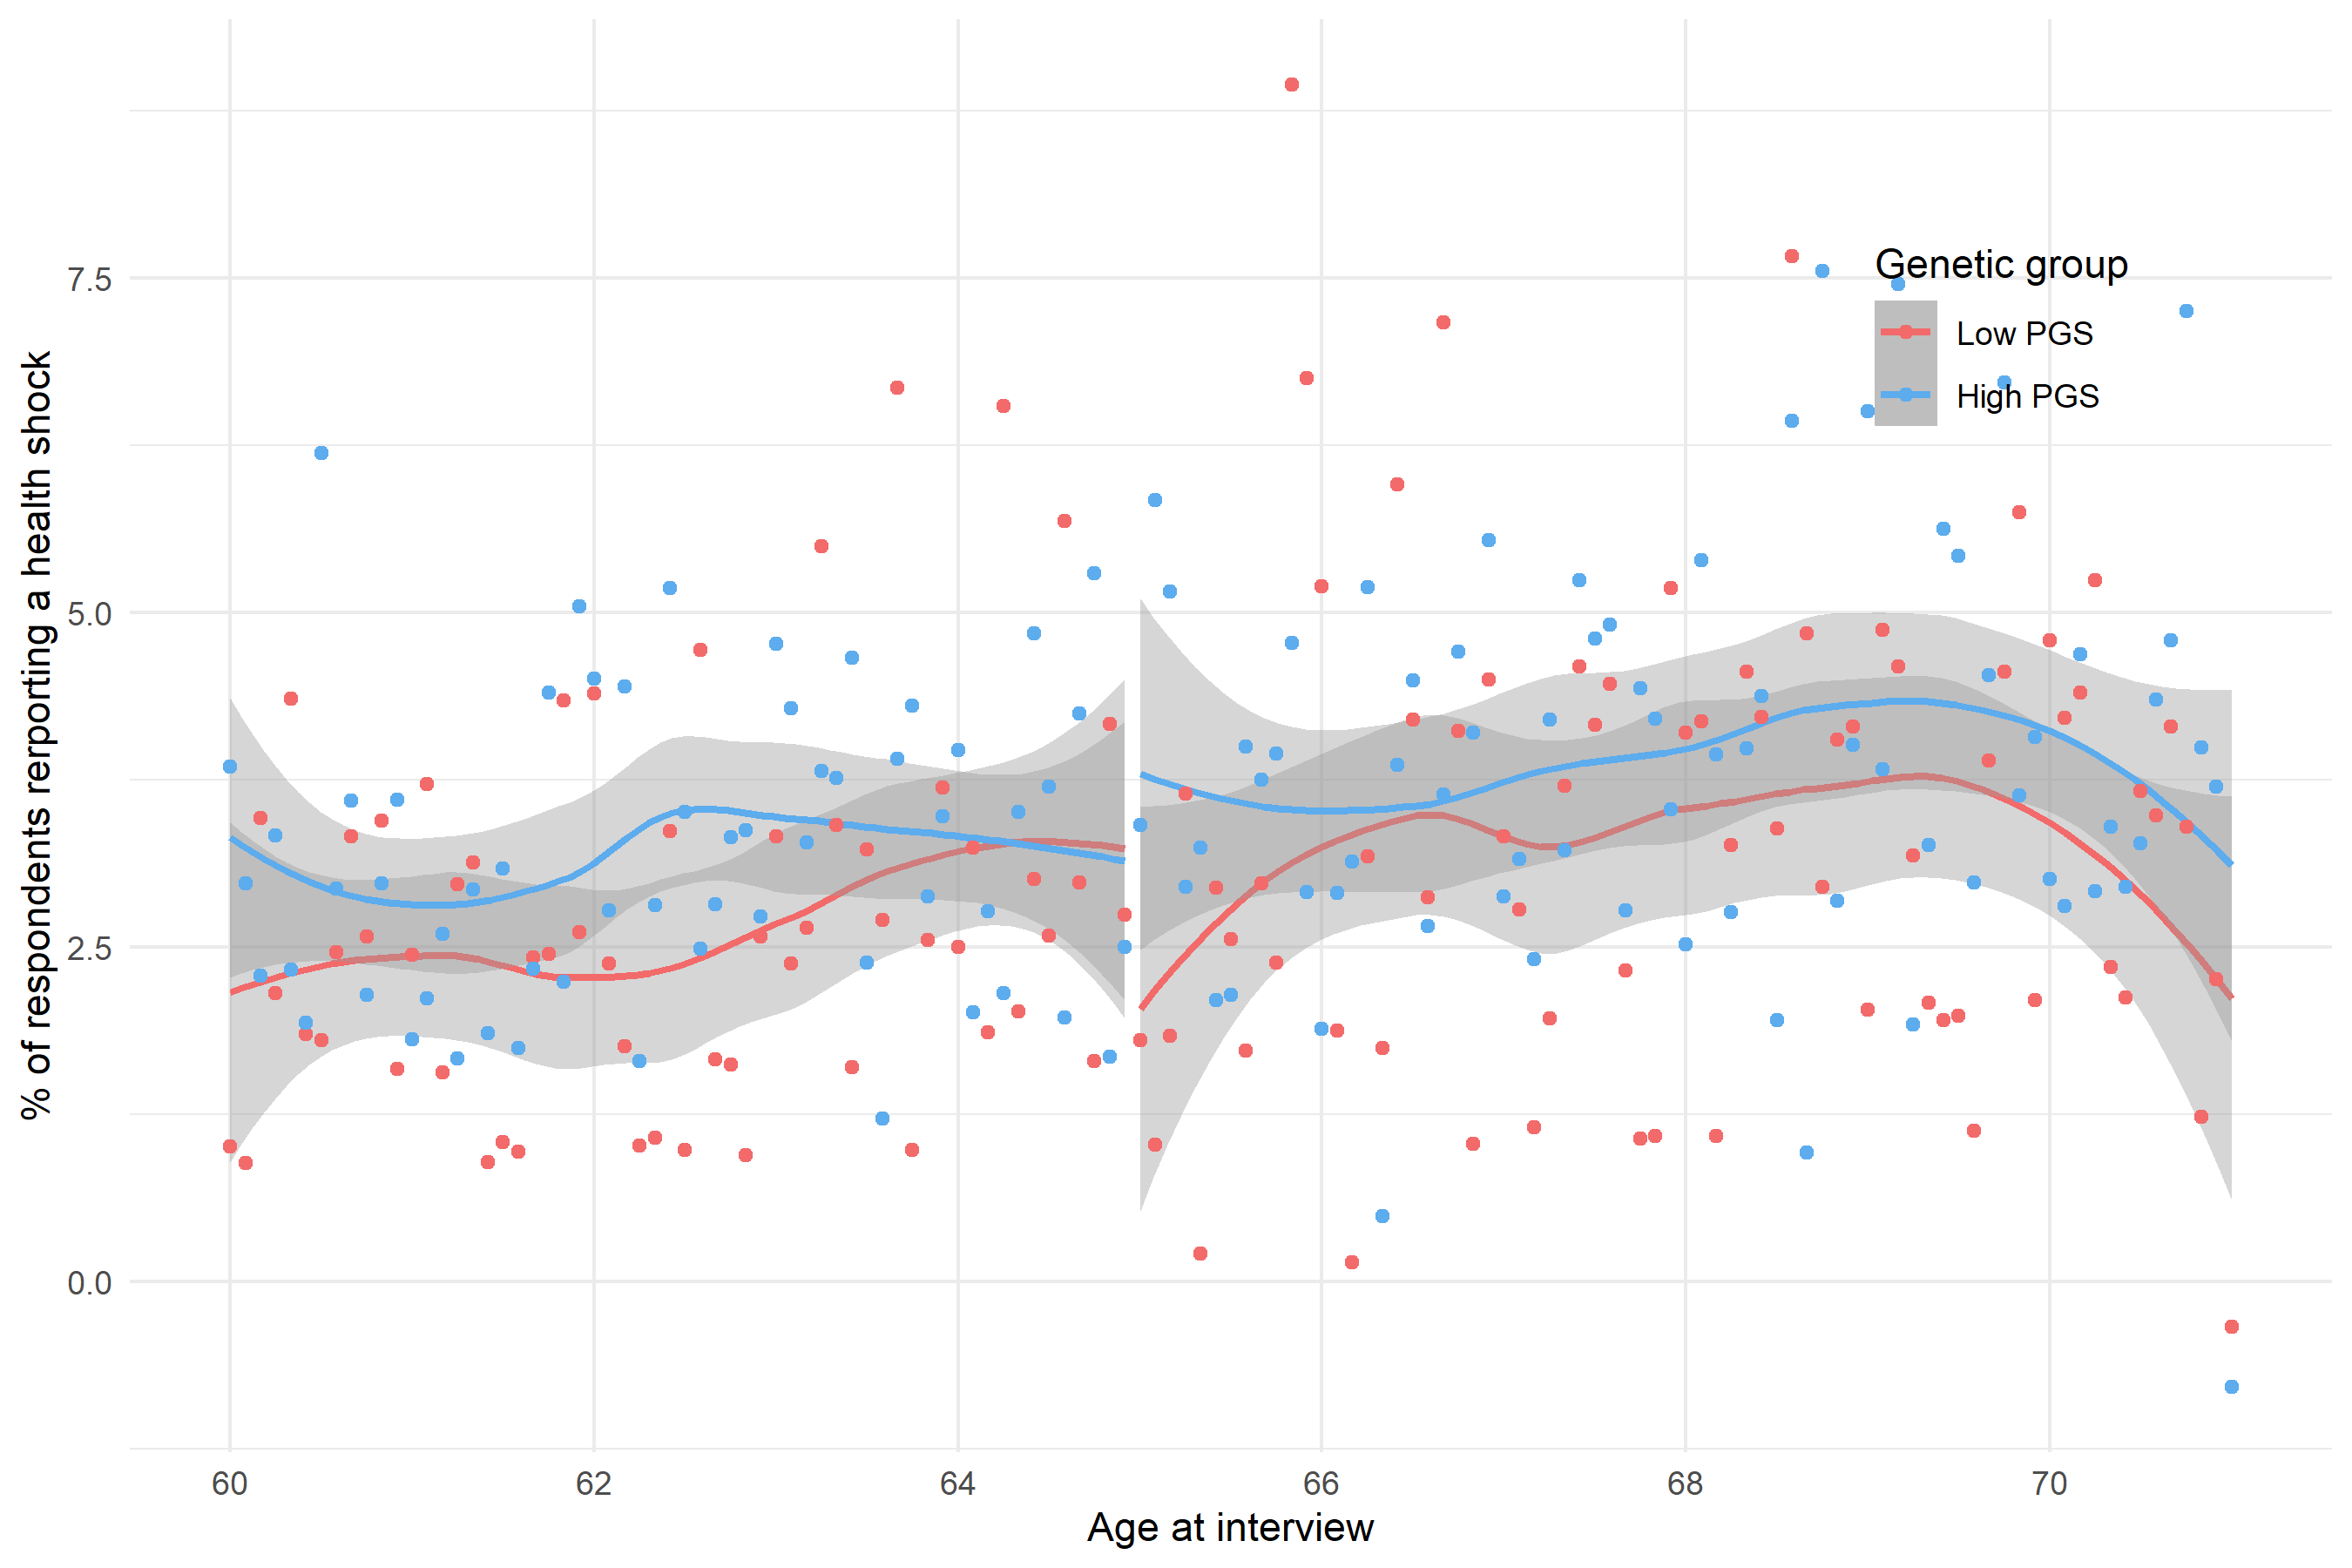 Genetic group
Low PGS
High PGS
7.5
5.0
2.5
0.0
% of respondents rerporting a health shock
60 62 64 66 68 70
Age at interview